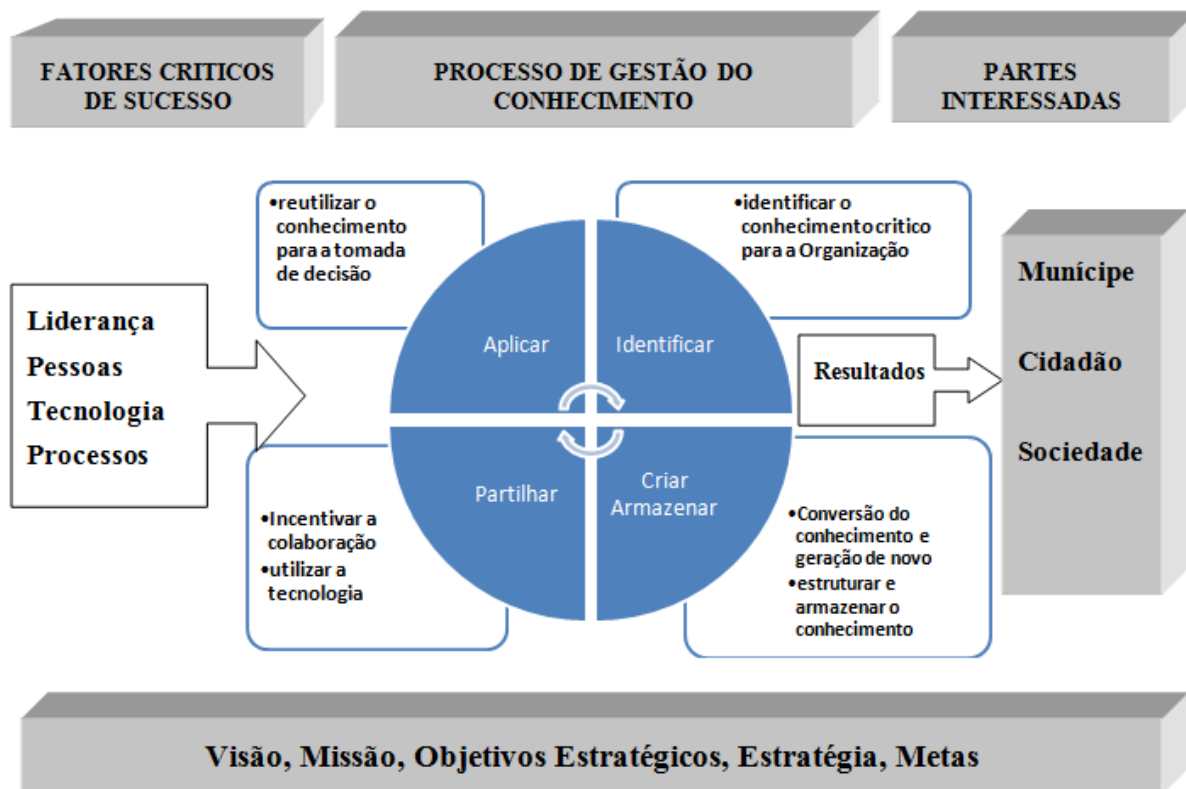 FATORES CRITICOS
DE SUCESSO
PROCESSO DE GESTÃO DO
CONHECIMENTO
PARTES
INTERESSADAS
Liderança
Pessoas
Tecnologia
Processos
•reutilizar o
conhecimento
para a tomada
de decisão
•identificar o
conhecimento critico
para a Organização
Aplicar
Identificar
Partilhar
Criar
Armazenar
•Incentivar a
colaboração
•utilizar a
tecnologia
•Conversão do
conhecimento e
geração de novo
•estruturar e
armazenar o
conhecimento
Resultados
Munícipe
Cidadão
Sociedade
Visão, Missão, Objetivos Estratégicos, Estratégia, Metas